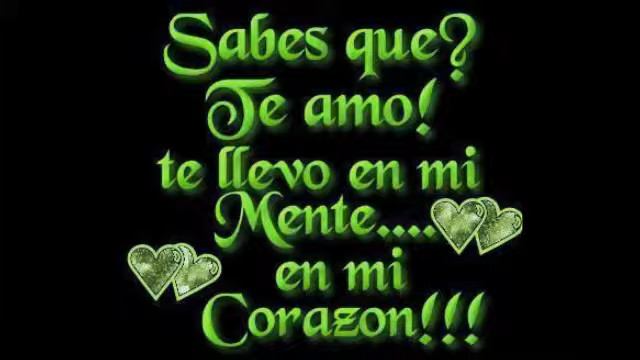 Sabes que?
Te amo!
te llevo en mi
Mente....
en mi
Corazon!!!